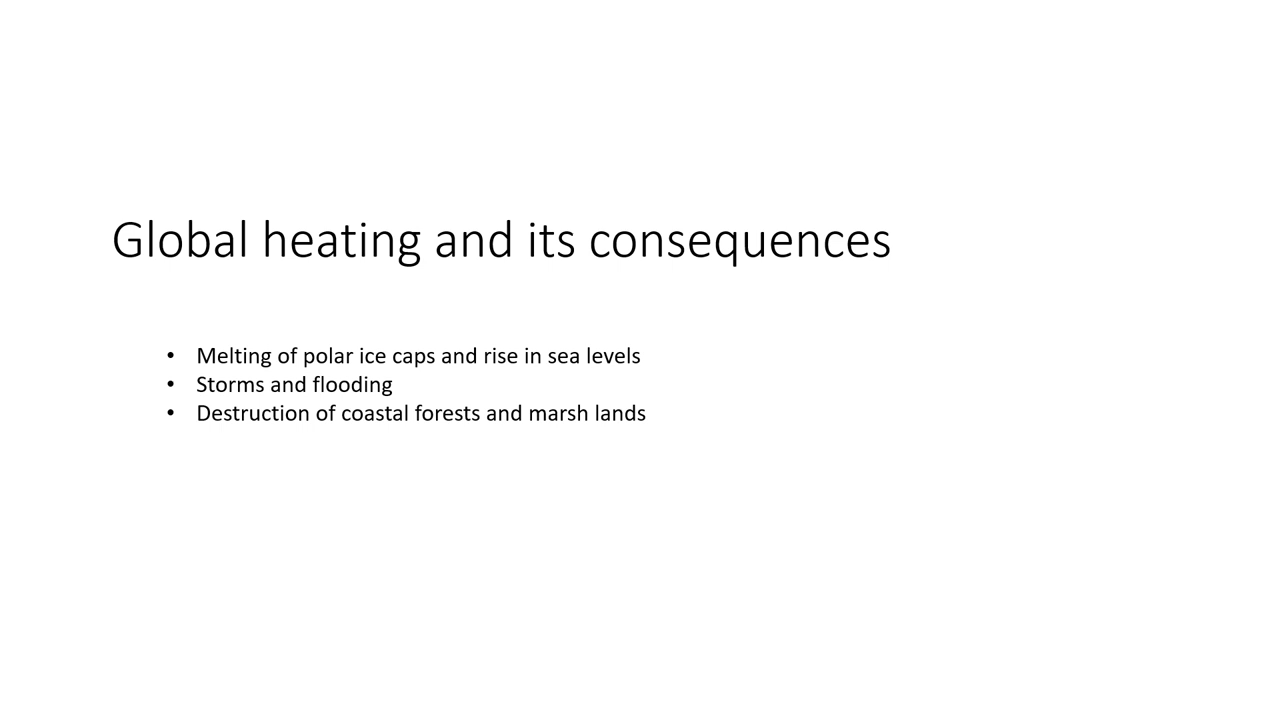 Global heating and its consequences
• Melting of polar ice caps and rise in sea levels
• Storms and flooding
• Destruction of coastal forests and marsh lands